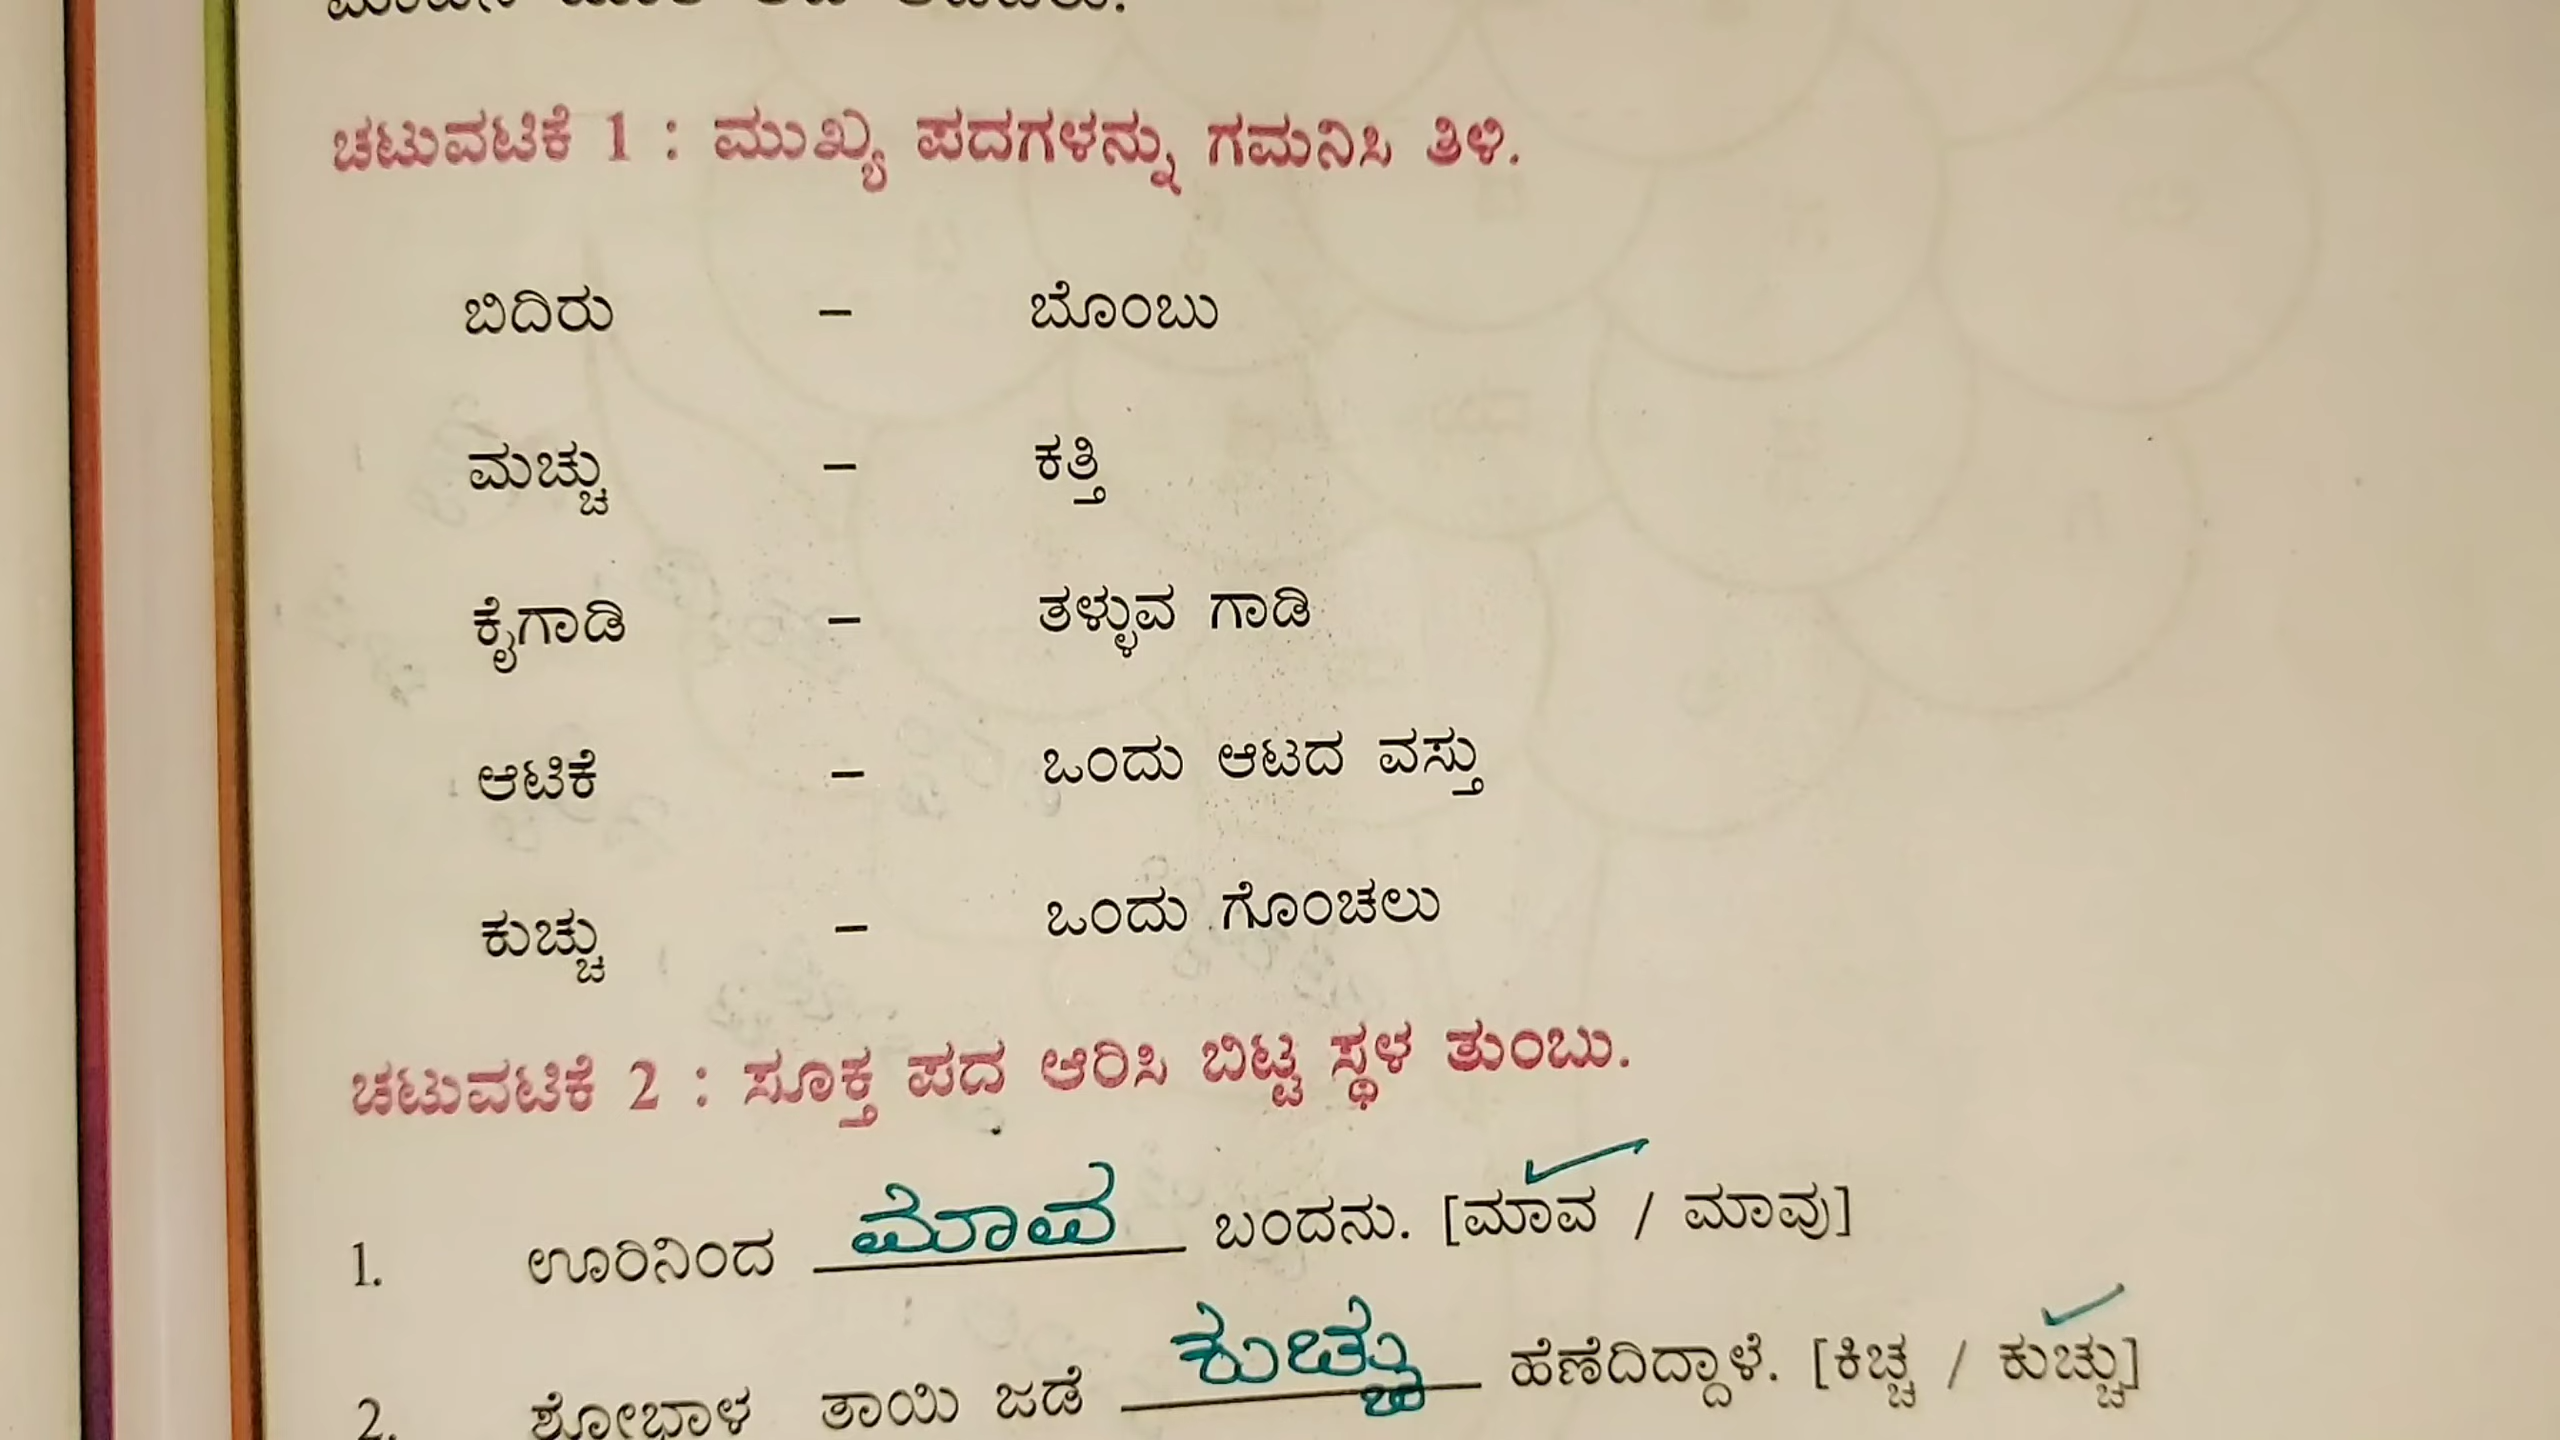 ಚಟುವಟಿಕೆ 1 : ಮುಖ್ಯ ಪದಗಳನ್ನು ಗಮನಿಸಿ ತಿಳಿ.
ಬಿದಿರು – ಬೊಂಬು
ಮಚ್ಚು – ಕತ್ತಿ
ಕೈಗಾಡಿ – ತಳ್ಳುವ ಗಾಡಿ
ಆಟಿಕೆ – ಒಂದು ಆಟದ ವಸ್ತು
ಕುಚ್ಚು – ಒಂದು ಗೊಂಚಲು
ಚಟುವಟಿಕೆ 2 : ಸೂಕ್ತ ಪದ ಆರಿಸಿ ಬಿಟ್ಟ ಸ್ಥಳ ತುಂಬು.
1. ಊರಿನಿಂದ ಮಾವ ಬಂದನು. [ಮಾವ / ಮಾವು]
2. ಶೋಭಾಳ ತಾಯಿ ಜಡೆ ಕುಚ್ಚು ಹೆಣೆದಿದ್ದಾಳೆ. [ಕಿಚ್ಚ / ಕುಚ್ಚು]